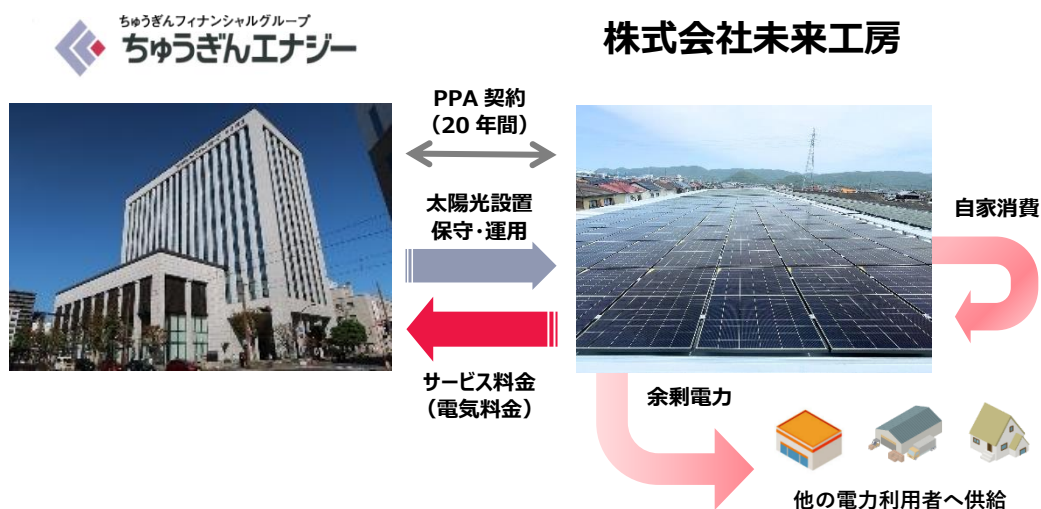 ちゅうぎんフィナンシャルグループ
ちゅうぎんエナジー
株式会社未来工房
PPA 契約
（20 年間）
太陽光設置
保守・運用
自家消費
サービス料金
（電気料金）
余剰電力
他の電力利用者へ供給